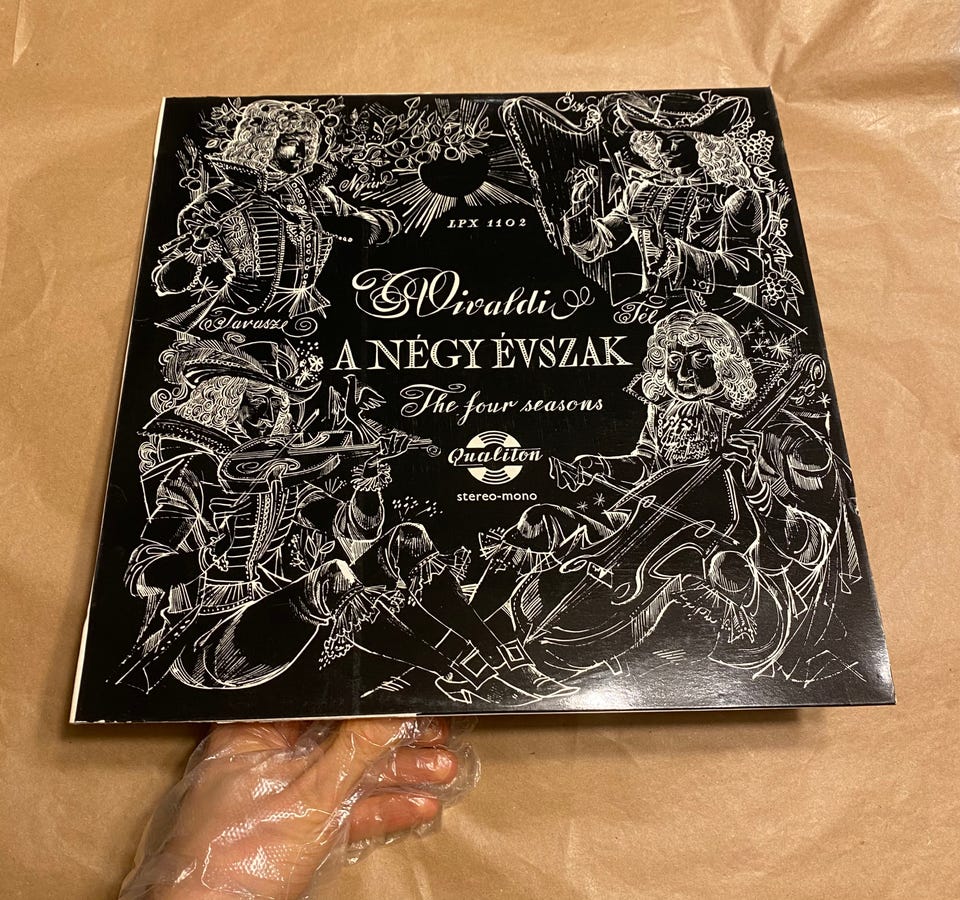 Ősz
Nyár
LPX 1102
Vivaldi
Tavasz
Tél
A NÉGY ÉVSZAK
The four seasons
Qualiton
stereo-mono